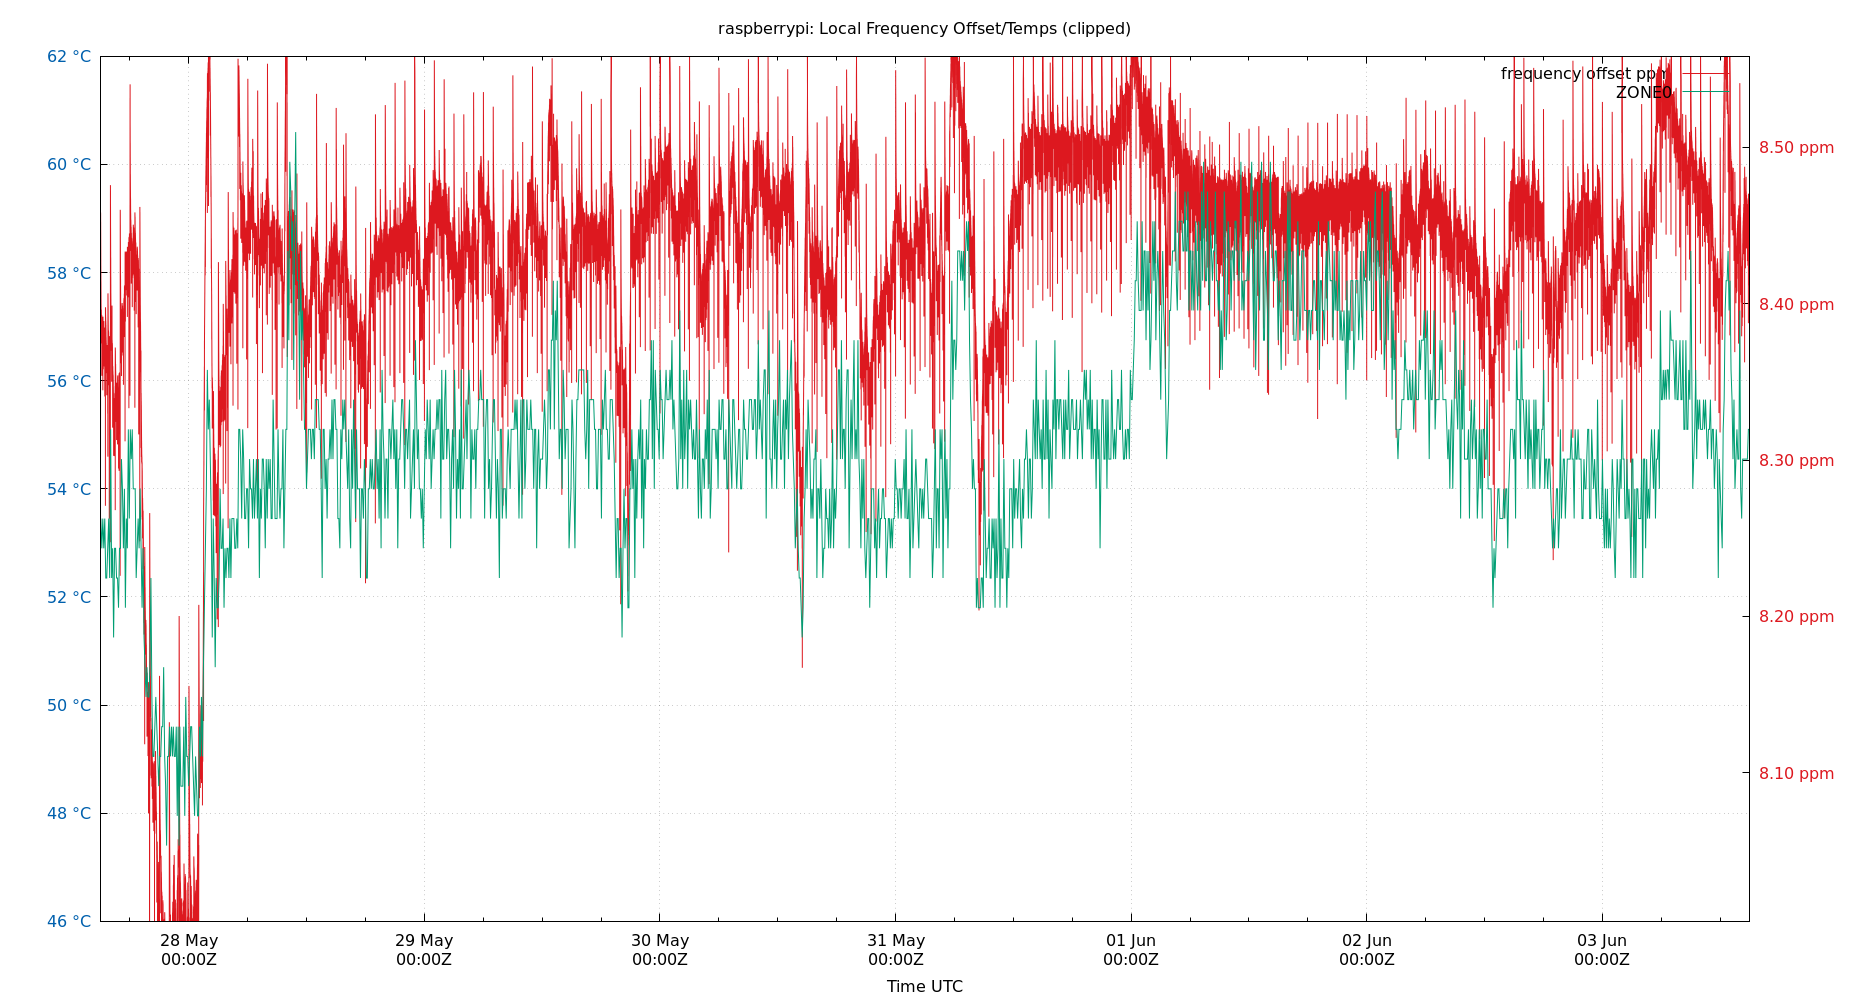 raspberrypi: Local Frequency Offset/Temps (clipped)
62 °C
60 °C
58 °C
56 °C
54 °C
52 °C
50 °C
48 °C
46 °C
frequency offset ppm
ZONE0
8.50 ppm
8.40 ppm
8.30 ppm
8.20 ppm
8.10 ppm
28 May
00:00Z
29 May
00:00Z
30 May
00:00Z
31 May
00:00Z
01 Jun
00:00Z
02 Jun
00:00Z
03 Jun
00:00Z
Time UTC